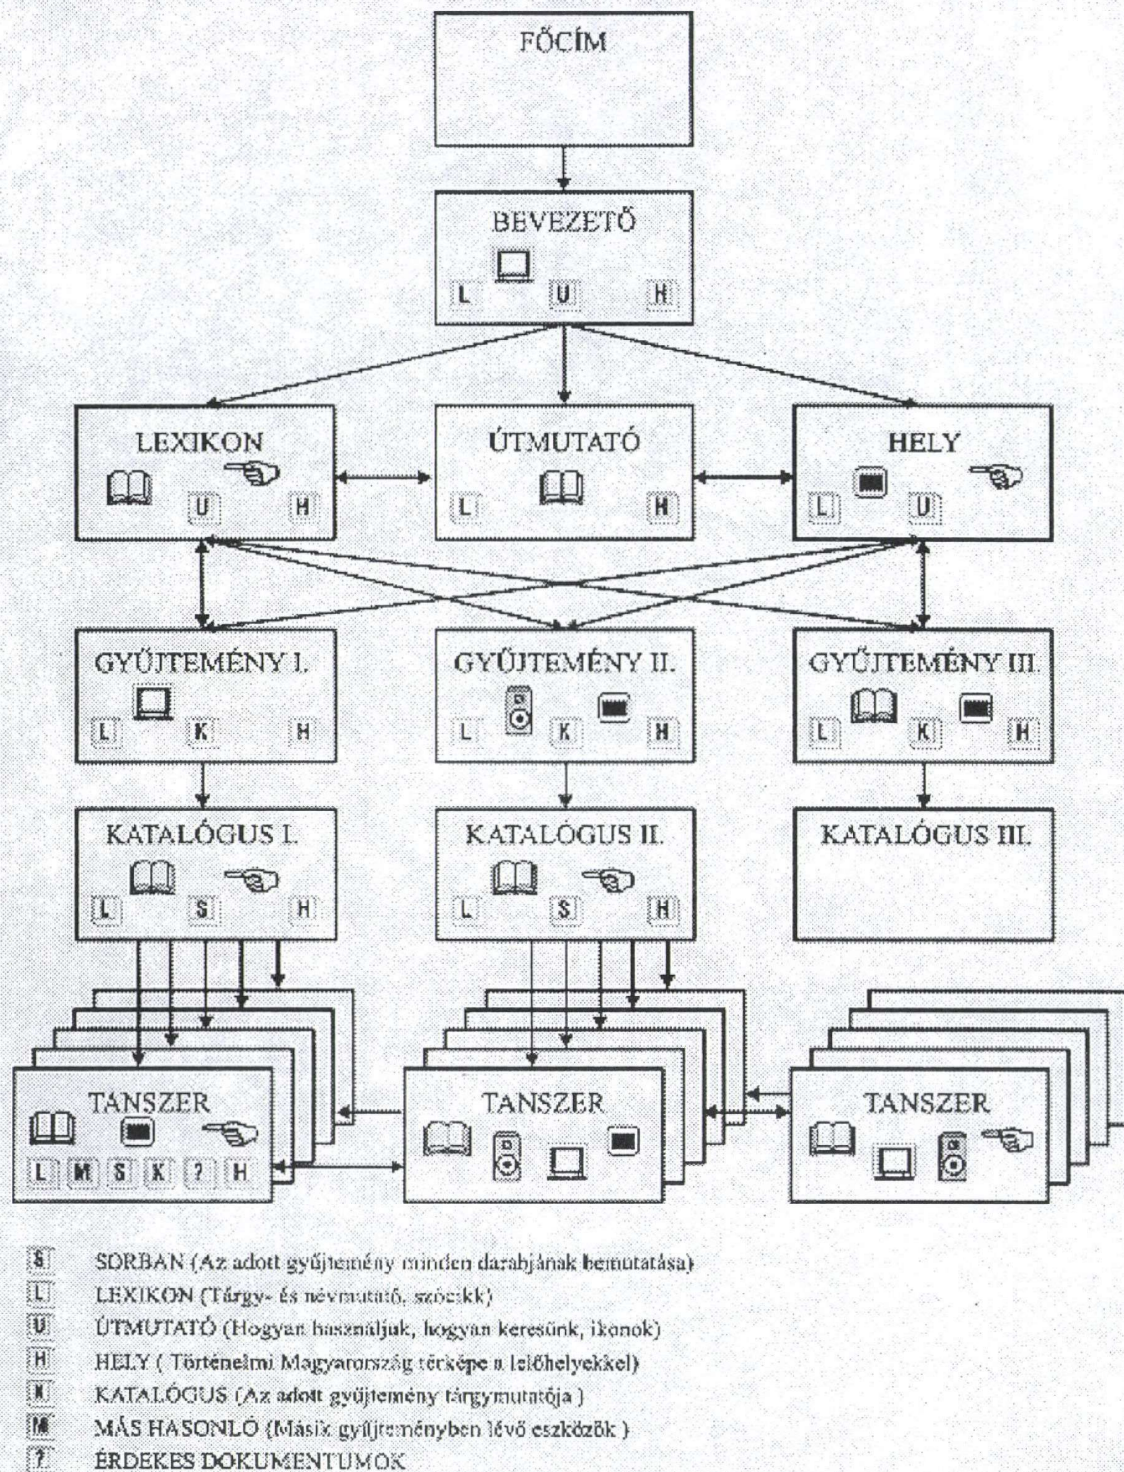 FŐCÍM
BEVEZETŐ
L U H
LEXIKON ÚTMUTATÓ HELY
U H L H L U
GYŰJTEMÉNY I. GYŰJTEMÉNY II. GYŰJTEMÉNY III.
L K H L K H L K H
KATALÓGUS I. KATALÓGUS II. KATALÓGUS III.
L S H L S H
TANSZER TANSZER TANSZER
L M S K ? H
S SORBAN (Az adott gyűjtemény minden darabjának bemutatása)
L LEXIKON (Tárgy- és névmutató, szócikk)
U ÚTMUTATÓ (Hogyan használjuk, hogyan keresünk, ikonok)
H HELY ( Történelmi Magyarország térképe a lelőhelyekkel)
K KATALÓGUS (Az adott gyűjtemény tárgymutatója )
M MÁS HASONLÓ (Másik gyűjteményben lévő eszközök )
? ÉRDEKES DOKUMENTUMOK